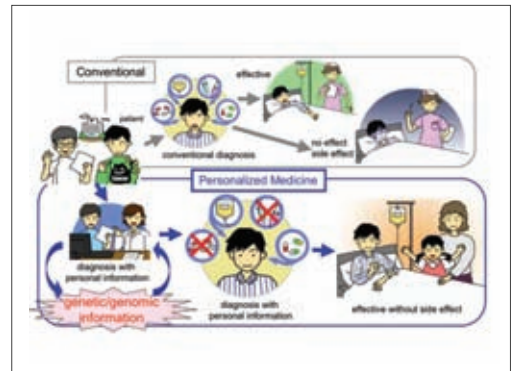 Conventional
effective
patient
conventional diagnosis
no effect
side effect
Personalized Medicine
diagnosis with
personal information
genetic/genomic
information
diagnosis with
personal information
effective without side effect